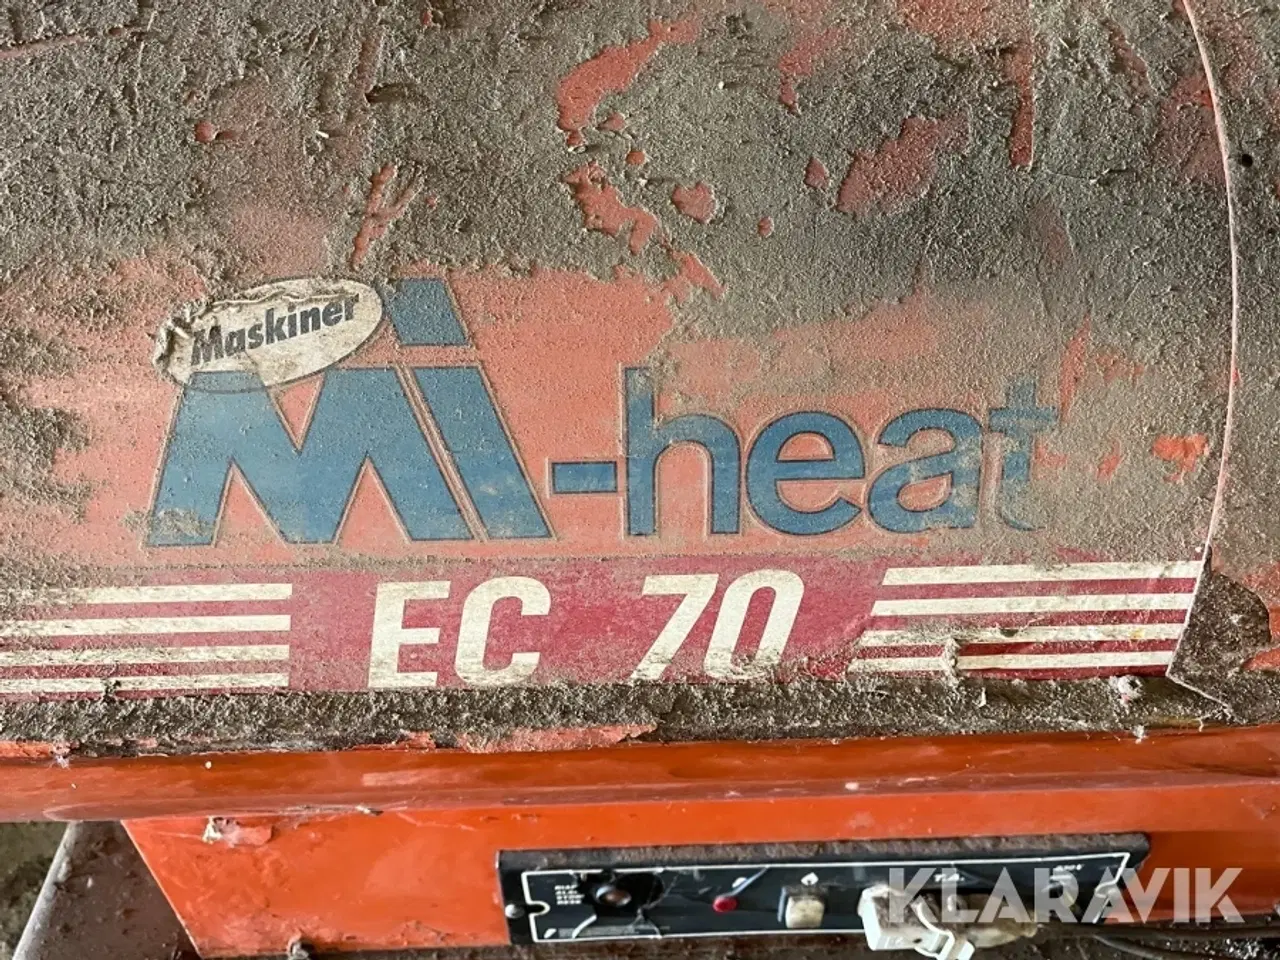 Maskiner
Mi-heat
EC 70
KLARAVIK